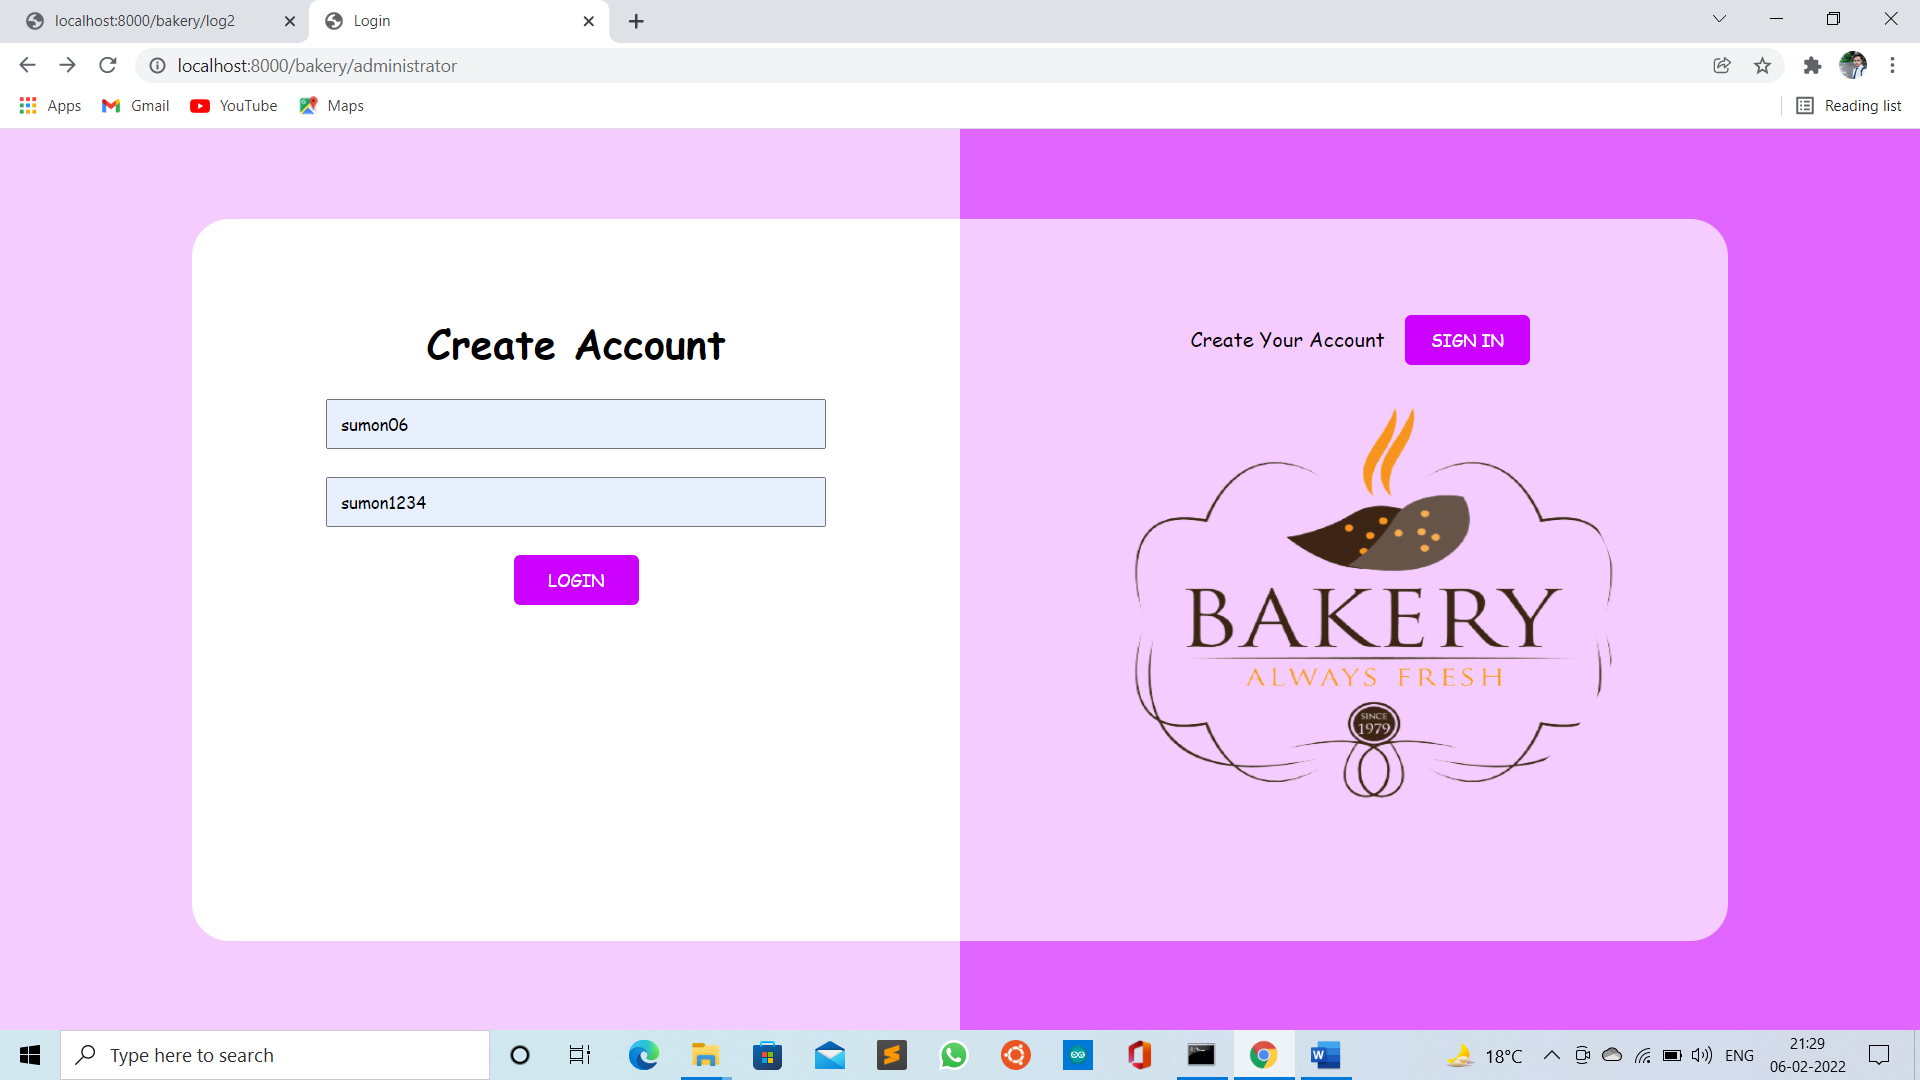 localhost:8000/bakery/log2
Login
localhost:8000/bakery/administrator
Apps
Gmail
YouTube
Maps
Reading list
Create Account
sumon06
sumon1234
LOGIN
Create Your Account
SIGN IN
BAKERY
ALWAYS FRESH
SINCE
1979
Type here to search
18°C
ENG
21:29
06-02-2022